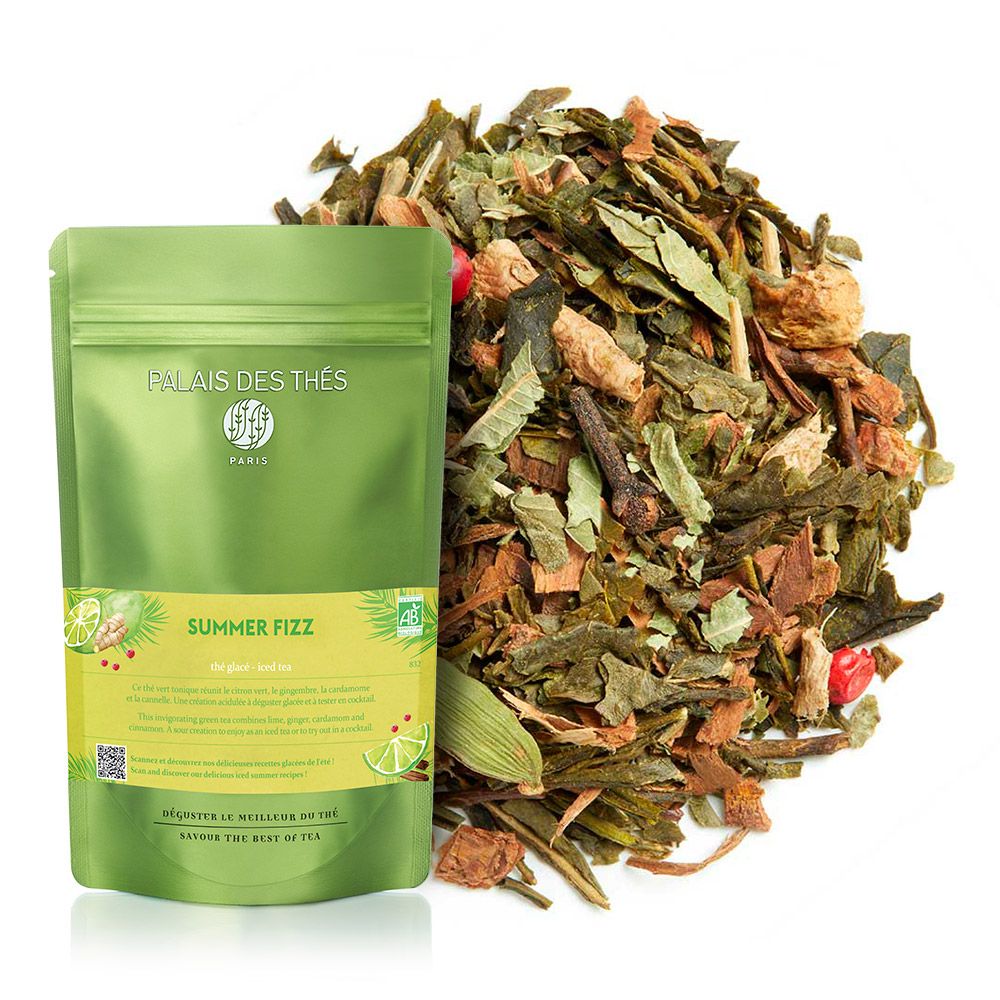 PALAIS DES THÉS
PARIS
SUMMER FIZZ
AB
thé glacé - iced tea
832
Ce thé vert tonique réunit le citron vert, le gingembre, la cardamome
et la cannelle. Une création acidulée à déguster glacée et à tester en cocktail.
This invigorating green tea combines lime, ginger, cardamom and
cinnamon. A sour creation to enjoy as an iced tea or to try out in a cocktail.
Scannez et découvrez nos délicieuses recettes glacées de l'été !
Scan and discover our delicious iced summer recipes !
DÉGUSTER LE MEILLEUR DU THÉ
SAVOUR THE BEST OF TEA